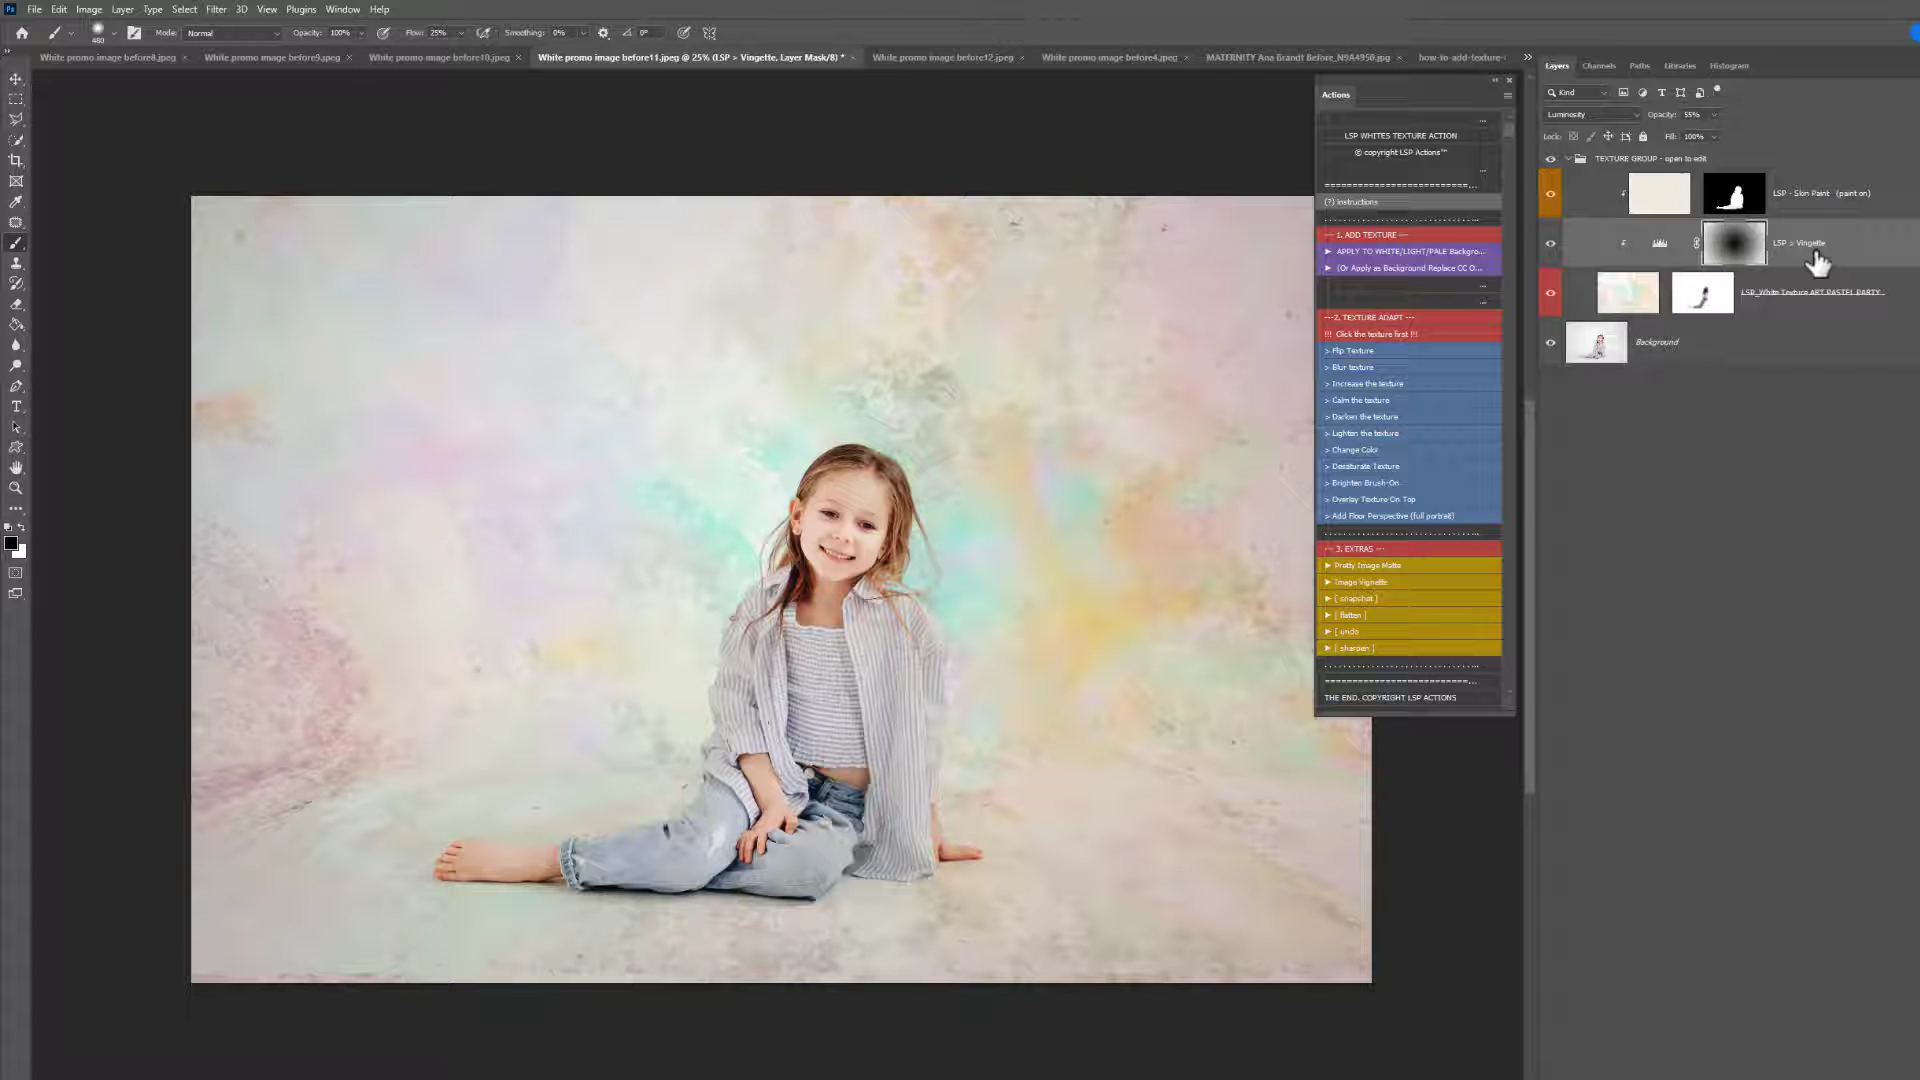 Ps File Edit Image Layer Type Select Filter 3D View Plugins Window Help
480 Mode: Normal Opacity: 100% Flow: 25% Smoothing: 0% 0°
White promo image before8.jpeg × White promo image before9.jpeg × White promo image before10.jpeg × White promo image before11.jpeg @ 25% (LSP > Vingette, Layer Mask/8) * × White promo image before12.jpeg × White promo image before4.jpeg × MATERNITY Ana Brandt Before_N9A4950.jpg × how-to-add-texture-
Layers Channels Paths Libraries Histogram
Kind
Luminosity Opacity: 55%
Lock: Fill: 100%
TEXTURE GROUP - open to edit
LSP - Skin Paint (paint on)
LSP > Vingette
LSP_White Texture ART PASTEL PARTY...
Background
Actions
...
LSP WHITES TEXTURE ACTION
© copyright LSP Actions™
...
==========================...
(?) instructions
..........................
--- 1. ADD TEXTURE ---
APPLY TO WHITE/LIGHT/PALE Backgro...
(Or Apply as Background Replace CC O...
...
...
---2. TEXTURE ADAPT ---
!!! Click the texture first !!!
> Flip Texture
> Blur texture
> Increase the texture
> Calm the texture
> Darken the texture
> Lighten the texture
> Change Color
> Desaturate Texture
> Brighten Brush-On
> Overlay Texture On Top
> Add Floor Perspective (full portrait)
..........................
--- 3. EXTRAS ---
Pretty Image Matte
Image Vignette
[ snapshot ]
[ flatten ]
[ undo
[ sharpen ]
..........................
==========================...
THE END. COPYRIGHT LSP ACTIONS